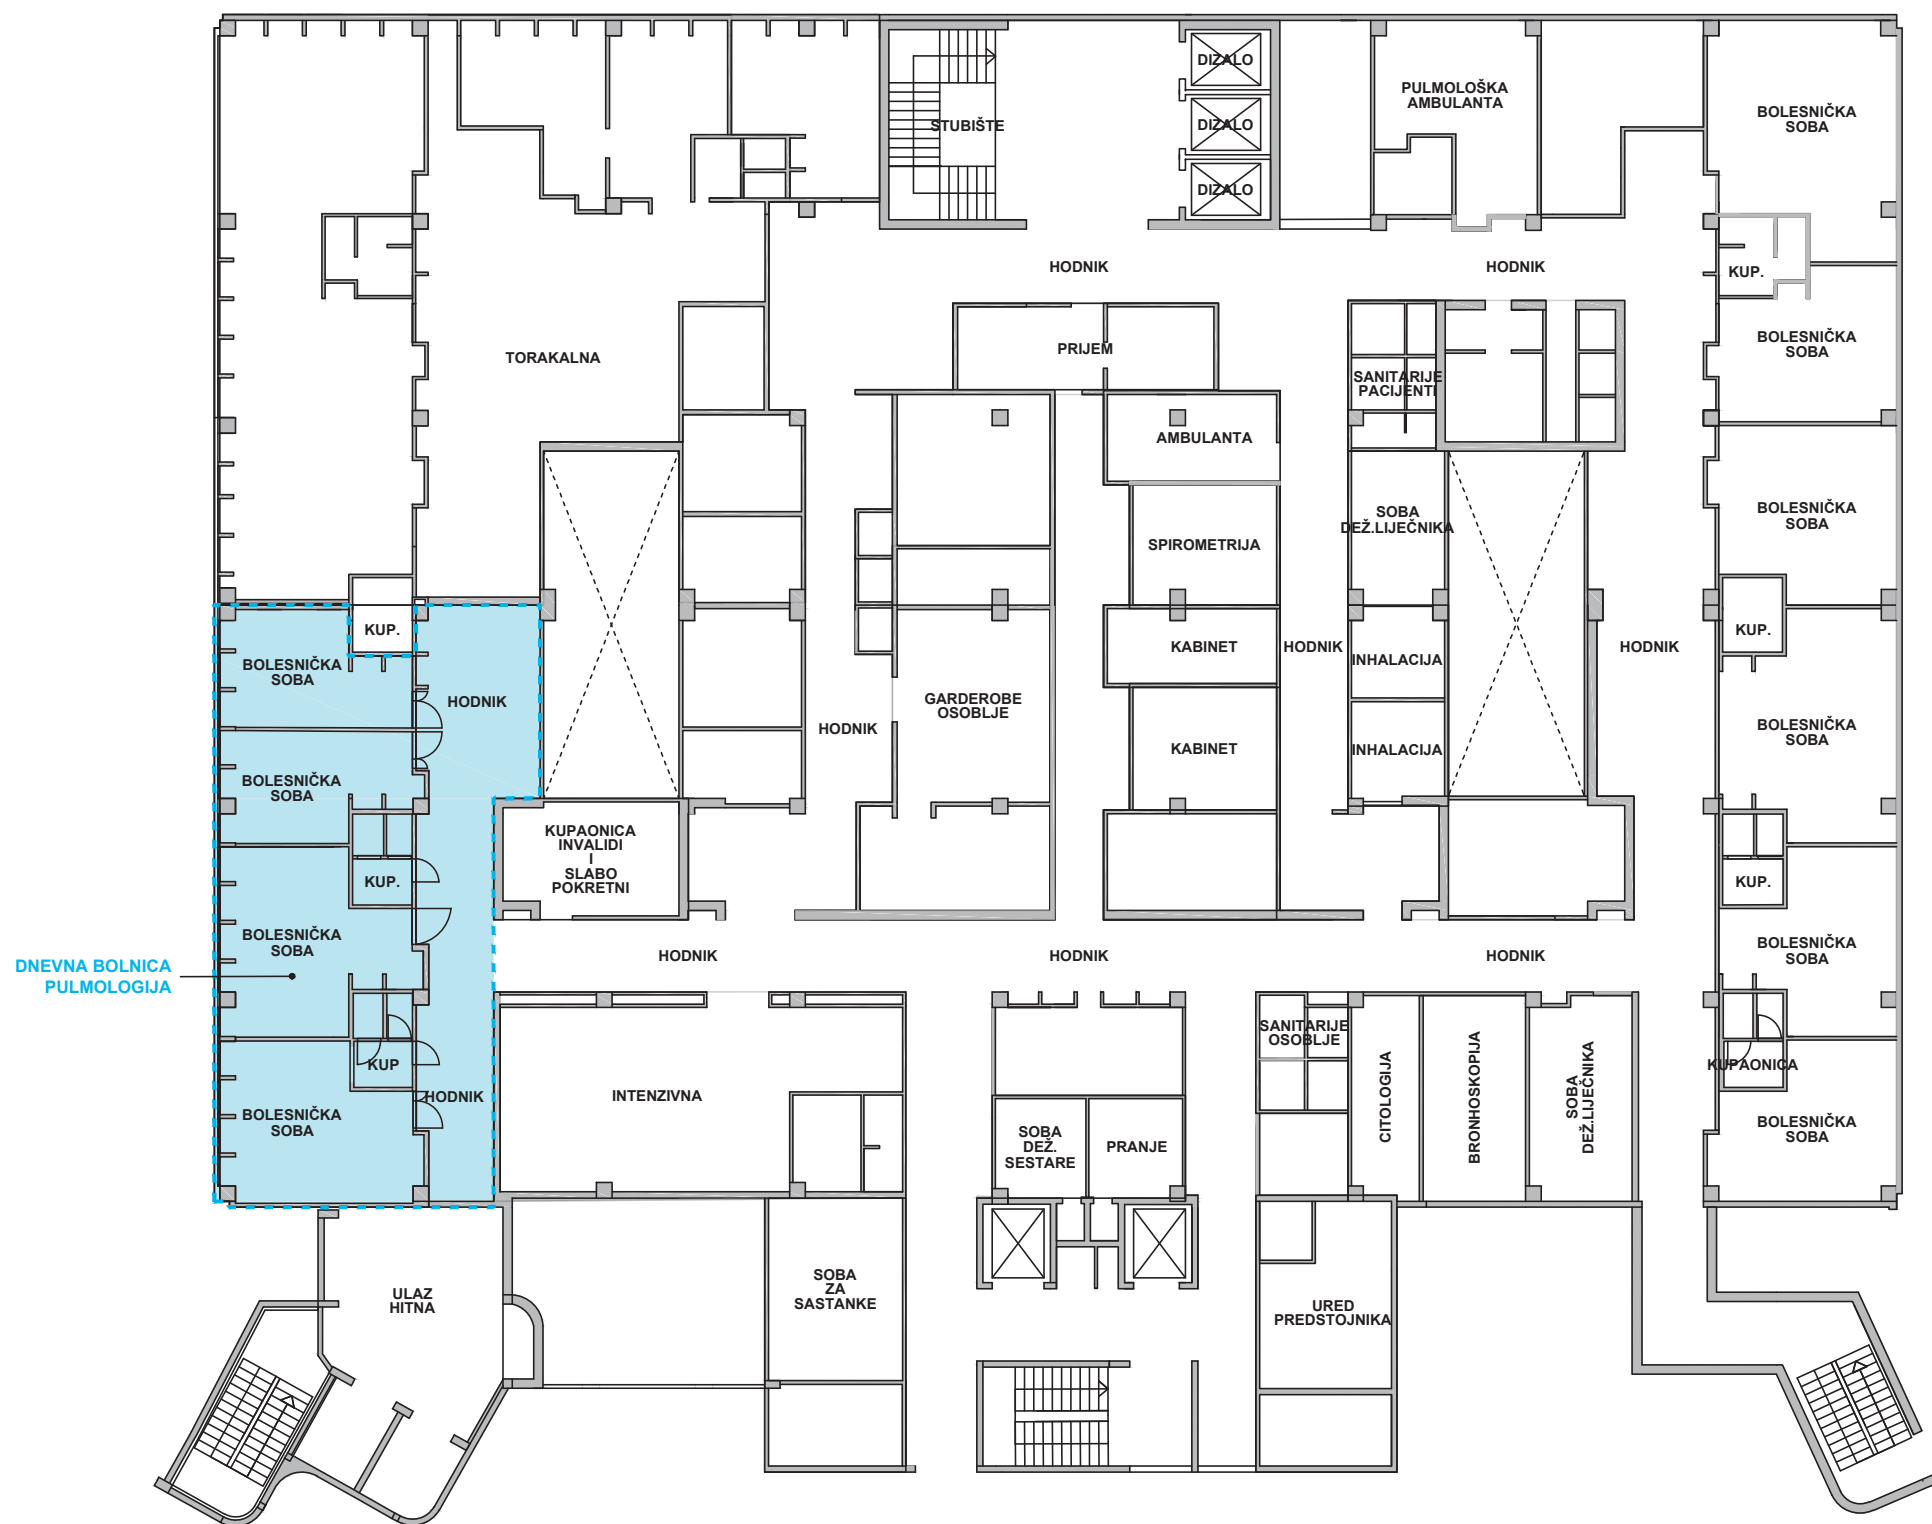 DIZALO
PULMOLOŠKA
AMBULANTA
BOLESNIČKA
SOBA
STUBIŠTE
DIZALO
DIZALO
HODNIK
HODNIK
KUP.
BOLESNIČKA
SOBA
TORAKALNA
PRIJEM
SANITARIJE
PACIJENTI
AMBULANTA
SOBA
DEŽ.LIJEČNIKA
BOLESNIČKA
SOBA
SPIROMETRIJA
KUP.
KUP.
BOLESNIČKA
SOBA
HODNIK
KABINET
HODNIK
INHALACIJA
HODNIK
GARDEROBE
OSOBLJE
HODNIK
KABINET
INHALACIJA
BOLESNIČKA
SOBA
BOLESNIČKA
SOBA
KUPAONICA
INVALIDI
I
SLABO
POKRETNI
KUP.
KUP.
BOLESNIČKA
SOBA
DNEVNA BOLNICA
PULMOLOGIJA
HODNIK
HODNIK
HODNIK
BOLESNIČKA
SOBA
SANITARIJE
OSOBLJE
KUP
KUPAONICA
HODNIK
INTENZIVNA
BOLESNIČKA
SOBA
SOBA
DEŽ.
SESTARE
PRANJE
CITOLOGIJA
BRONHOSKOPIJA
SOBA
DEŽ.LIJEČNIKA
BOLESNIČKA
SOBA
ULAZ
HITNA
SOBA
ZA
SASTANKE
URED
PREDSTOJNIKA